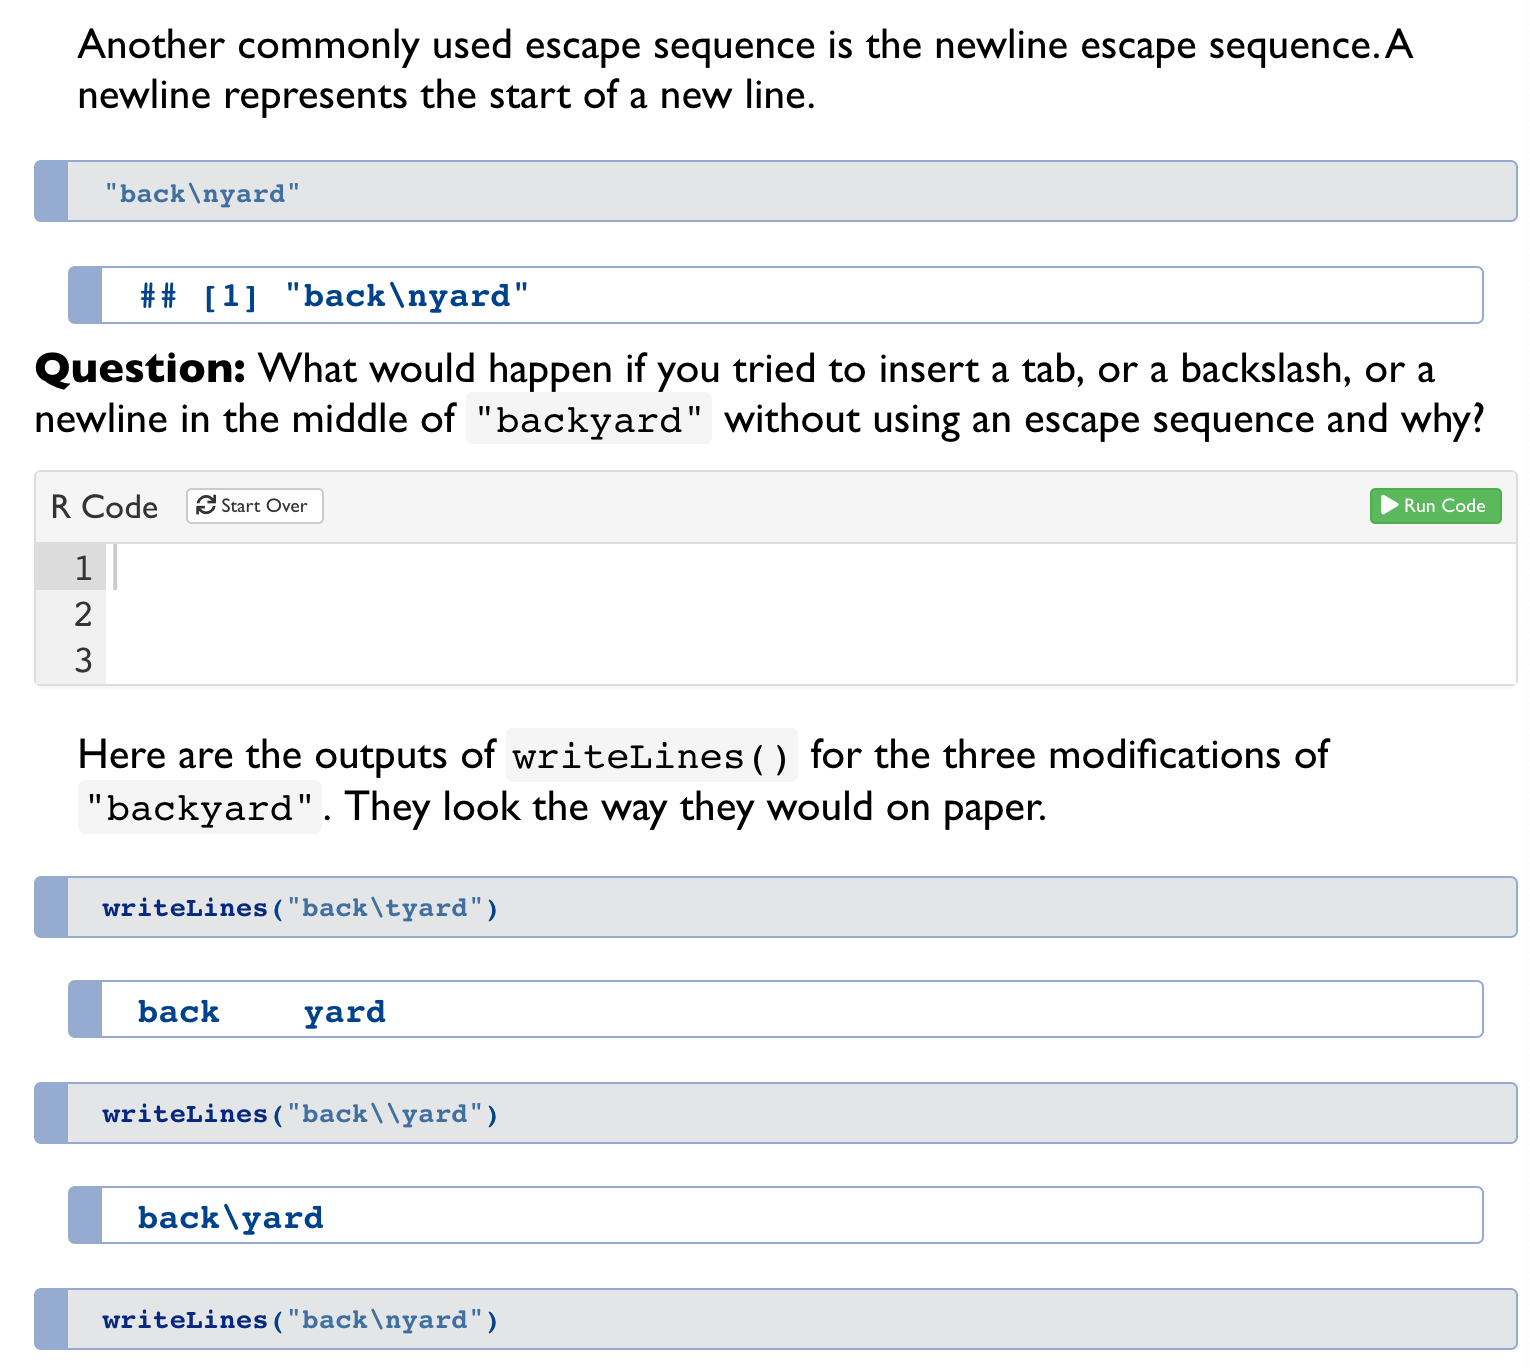 Another commonly used escape sequence is the newline escape sequence. A
newline represents the start of a new line.
"back\nyard"
## [1] "back\nyard"
Question: What would happen if you tried to insert a tab, or a backslash, or a
newline in the middle of "backyard" without using an escape sequence and why?
R Code Start Over Run Code
1
2
3
Here are the outputs of writeLines() for the three modifications of
"backyard". They look the way they would on paper.
writeLines("back\tyard")
back    yard
writeLines("back\\yard")
back\yard
writeLines("back\nyard")